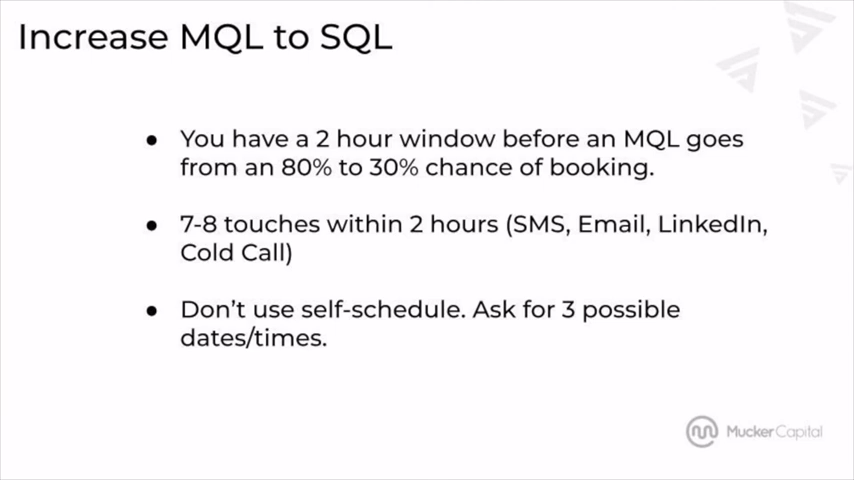 Increase MQL to SQL
● You have a 2 hour window before an MQL goes
from an 80% to 30% chance of booking.
● 7-8 touches within 2 hours (SMS, Email, LinkedIn,
Cold Call)
● Don’t use self-schedule. Ask for 3 possible
dates/times.
MuckerCapital